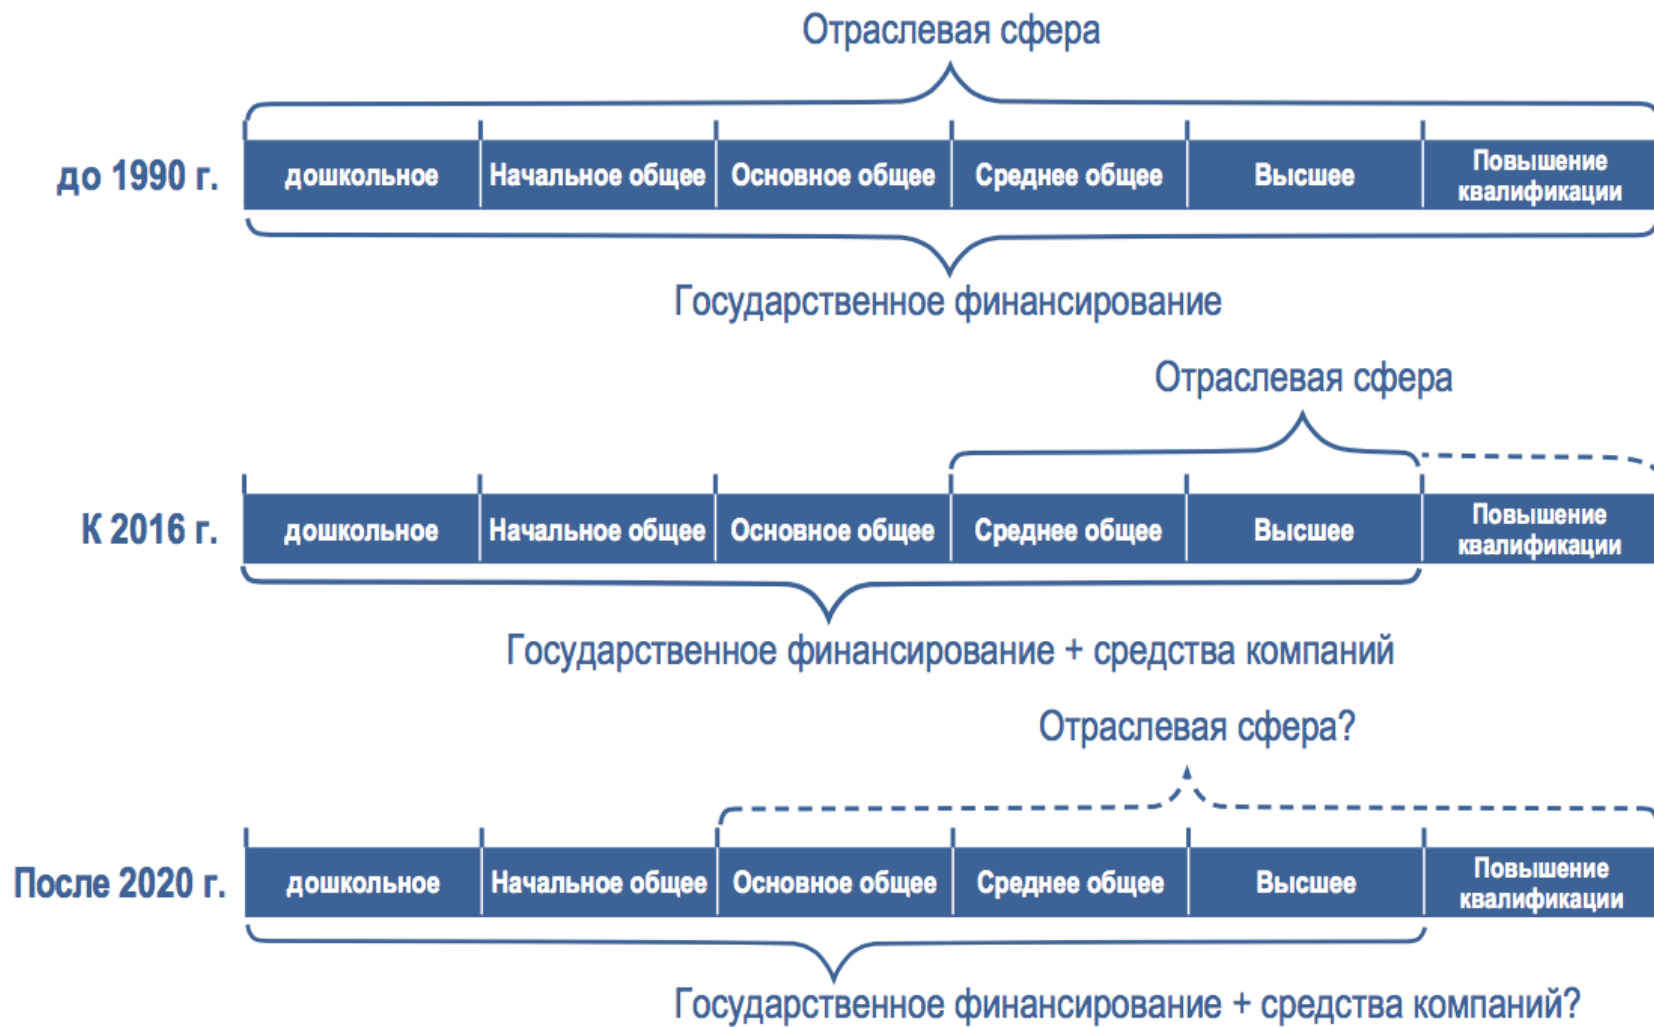 Отраслевая сфера
до 1990 г.
дошкольное
Начальное общее
Основное общее
Среднее общее
Высшее
Повышение
квалификации
Государственное финансирование
Отраслевая сфера
К 2016 г.
дошкольное
Начальное общее
Основное общее
Среднее общее
Высшее
Повышение
квалификации
Государственное финансирование + средства компаний
Отраслевая сфера?
После 2020 г.
дошкольное
Начальное общее
Основное общее
Среднее общее
Высшее
Повышение
квалификации
Государственное финансирование + средства компаний?